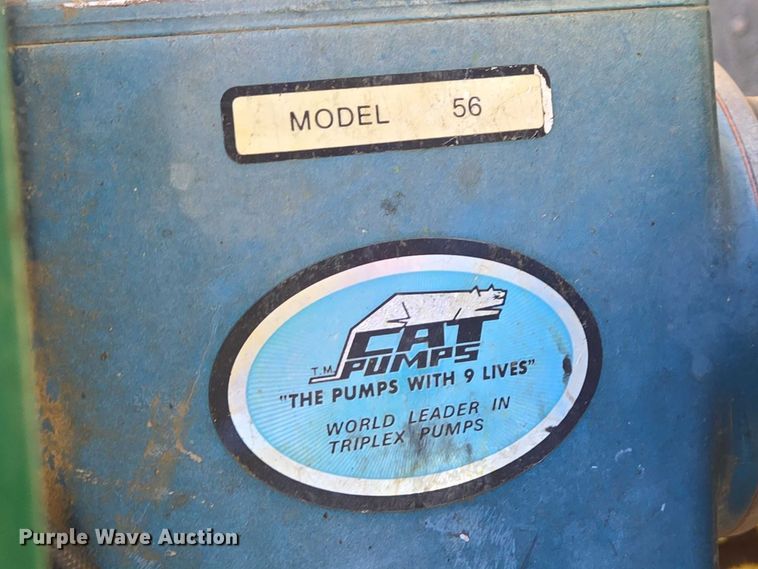 MODEL 56
CAT
T.M. PUMPS
"THE PUMPS WITH 9 LIVES"
WORLD LEADER IN
TRIPLEX PUMPS
Purple Wave Auction